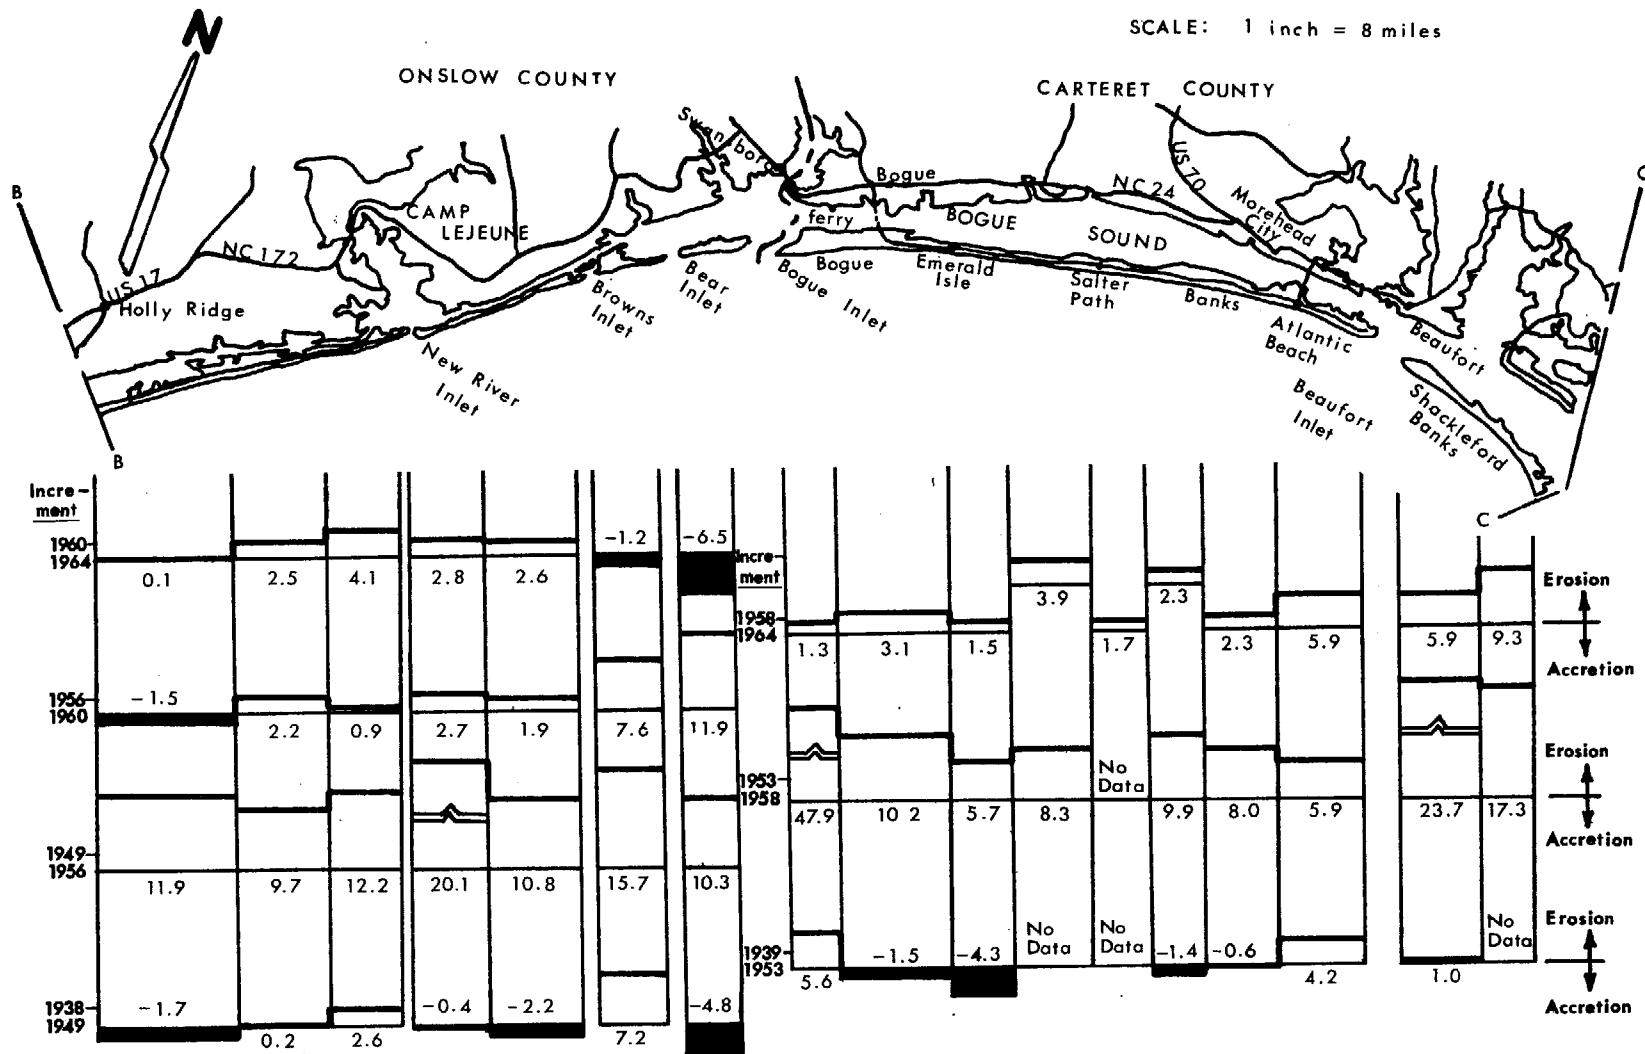 N
SCALE: 1 inch = 8 miles
ONSLOW COUNTY
CARTERET COUNTY
B
C
Swansboro
US 70
Bogue
NC 24
Morehead
City
CAMP
LEJEUNE
ferry
BOGUE
SOUND
NC 172
US 17
Holly Ridge
Bear
Inlet
Browns
Inlet
Bogue
Bogue Inlet
Emerald
Isle
Salter
Path
Banks
Atlantic
Beach
Beaufort
New River
Inlet
Beaufort
Inlet
Shackleford
Banks
B
C
Incre-
ment
1960
1964
0.1 2.5 4.1 2.8 2.6 -1.2 -6.5
1956
1960
-1.5 2.2 0.9 2.7 1.9 7.6 11.9
1949
1956
11.9 9.7 12.2 20.1 10.8 15.7 10.3
1938
1949
-1.7 0.2 2.6 -0.4 -2.2 7.2 -4.8
Incre-
ment
1958
1964
1.3 3.1 1.5 3.9 1.7 2.3 2.3 5.9 5.9 9.3
Erosion
Accretion
1953
1958
No
Data
47.9 10 2 5.7 8.3 9.9 8.0 5.9 23.7 17.3
Erosion
Accretion
1939
1953
No
Data
No
Data
No
Data
5.6 -1.5 -4.3 -1.4 -0.6 4.2 1.0
Erosion
Accretion